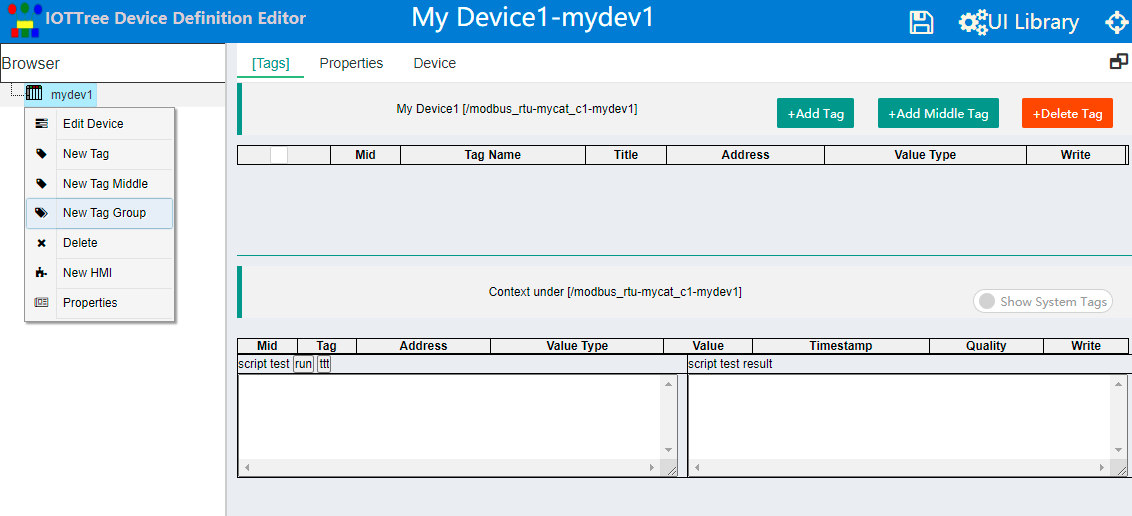 IOTTree Device Definition Editor
My Device1-mydev1
UI Library
Browser
[Tags] Properties Device
mydev1
Edit Device
New Tag
New Tag Middle
New Tag Group
Delete
New HMI
Properties
My Device1 [/modbus_rtu-mycat_c1-mydev1]
+Add Tag +Add Middle Tag +Delete Tag
Mid Tag Name Title Address Value Type Write
Context under [/modbus_rtu-mycat_c1-mydev1]
Show System Tags
Mid Tag Address Value Type Value Timestamp Quality Write
script test run ttt script test result